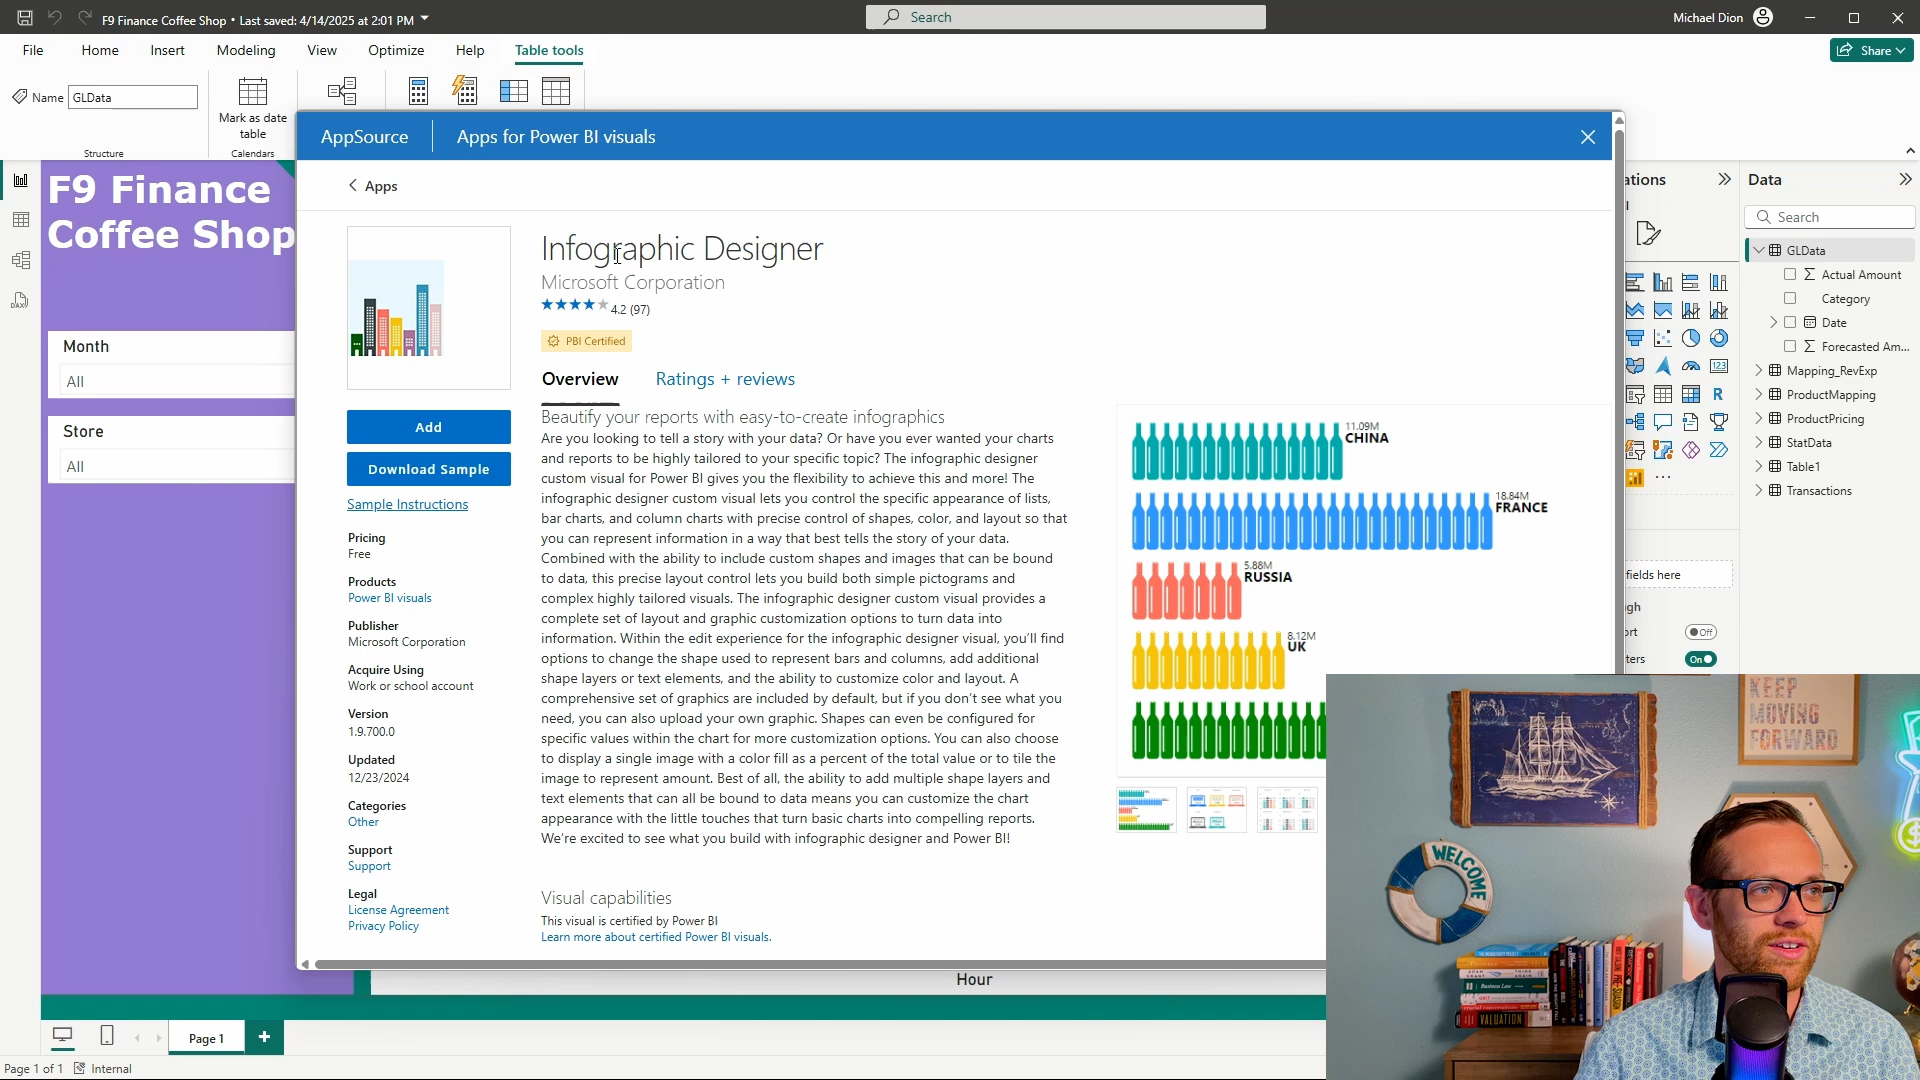 F9 Finance Coffee Shop • Last saved: 4/14/2025 at 2:01 PM
Search
Michael Dion
File
Home
Insert
Modeling
View
Optimize
Help
Table tools
Share
Name
GLData
Mark as date
table
Structure
Calendars
AppSource
Apps for Power BI visuals
Apps
F9 Finance
Coffee Shop
Month
All
Store
All
Infographic Designer
Microsoft Corporation
4.2 (97)
PBI Certified
Overview
Ratings + reviews
Add
Download Sample
Sample Instructions
Pricing
Free
Products
Power BI visuals
Publisher
Microsoft Corporation
Acquire Using
Work or school account
Version
1.9.700.0
Updated
12/23/2024
Categories
Other
Support
Support
Legal
License Agreement
Privacy Policy
Beautify your reports with easy-to-create infographics
Are you looking to tell a story with your data? Or have you ever wanted your charts
and reports to be highly tailored to your specific topic? The infographic designer
custom visual for Power BI gives you the flexibility to achieve this and more! The
infographic designer custom visual lets you control the specific appearance of lists,
bar charts, and column charts with precise control of shapes, color, and layout so that
you can represent information in a way that best tells the story of your data.
Combined with the ability to include custom shapes and images that can be bound
to data, this precise layout control lets you build both simple pictograms and
complex highly tailored visuals. The infographic designer custom visual provides a
complete set of layout and graphic customization options to turn data into
information. Within the edit experience for the infographic designer visual, you'll find
options to change the shape used to represent bars and columns, add additional
shape layers or text elements, and the ability to customize color and layout. A
comprehensive set of graphics are included by default, but if you don't see what you
need, you can also upload your own graphic. Shapes can even be configured for
specific values within the chart for more customization options. You can also choose
to display a single image with a color fill as a percent of the total value or to tile the
image to represent amount. Best of all, the ability to add multiple shape layers and
text elements that can all be bound to data means you can customize the chart
appearance with the little touches that turn basic charts into compelling reports.
We're excited to see what you build with infographic designer and Power BI!
Visual capabilities
This visual is certified by Power BI
Learn more about certified Power BI visuals.
11.09M
CHINA
18.84M
FRANCE
5.88M
RUSSIA
8.12M
UK
ations
Data
Search
GLData
Actual Amount
Category
Date
Forecasted Am...
Mapping_RevExp
ProductMapping
ProductPricing
StatData
Table1
Transactions
l
123
R
fields here
gh
ort
Off
ters
On
Hour
KEEP
MOVING
FORWARD
WELCOME
Business Law
VALUATION
Page 1
Page 1 of 1
Internal